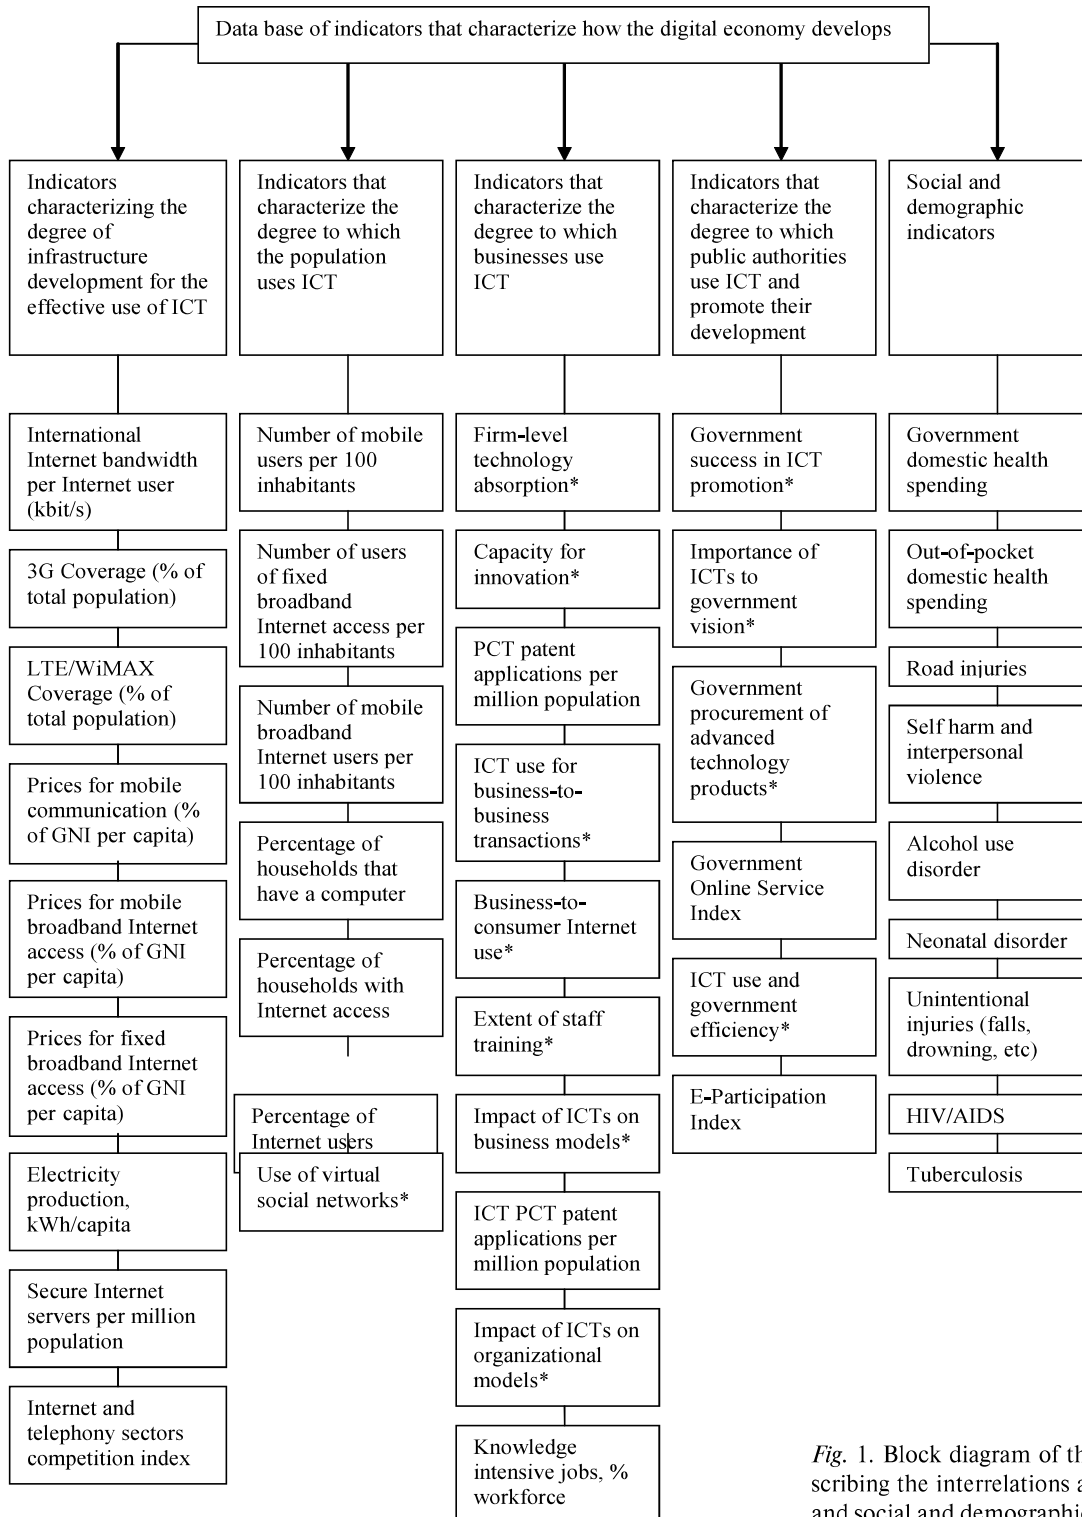 Data base of indicators that characterize how the digital economy develops
Indicators
characterizing the
degree of
infrastructure
development for the
effective use of ICT
International
Internet bandwidth
per Internet user
(kbit/s)
3G Coverage (% of
total population)
LTE/WiMAX
Coverage (% of
total population)
Prices for mobile
communication (%
of GNI per capita)
Prices for mobile
broadband Internet
access (% of GNI
per capita)
Prices for fixed
broadband Internet
access (% of GNI
per capita)
Electricity
production,
kWh/capita
Secure Internet
servers per million
population
Internet and
telephony sectors
competition index
Indicators that
characterize the
degree to which
the population
uses ICT
Number of mobile
users per 100
inhabitants
Number of users
of fixed
broadband
Internet access per
100 inhabitants
Number of mobile
broadband
Internet users per
100 inhabitants
Percentage of
households that
have a computer
Percentage of
households with
Internet access
Percentage of
Internet users
Use of virtual
social networks*
Indicators that
characterize the
degree to which
businesses use
ICT
Firm-level
technology
absorption*
Capacity for
innovation*
PCT patent
applications per
million population
ICT use for
business-to-
business
transactions*
Business-to-
consumer Internet
use*
Extent of staff
training*
Impact of ICTs on
business models*
ICT PCT patent
applications per
million population
Impact of ICTs on
organizational
models*
Knowledge
intensive jobs, %
workforce
Indicators that
characterize the
degree to which
public authorities
use ICT and
promote their
development
Government
success in ICT
promotion*
Importance of
ICTs to
government
vision*
Government
procurement of
advanced
technology
products*
Government
Online Service
Index
ICT use and
government
efficiency*
E-Participation
Index
Social and
demographic
indicators
Government
domestic health
spending
Out-of-pocket
domestic health
spending
Road injuries
Self harm and
interpersonal
violence
Alcohol use
disorder
Neonatal disorder
Unintentional
injuries (falls,
drowning, etc)
HIV/AIDS
Tuberculosis
Fig. 1. Block diagram of th
scribing the interrelations a
and social and demographic